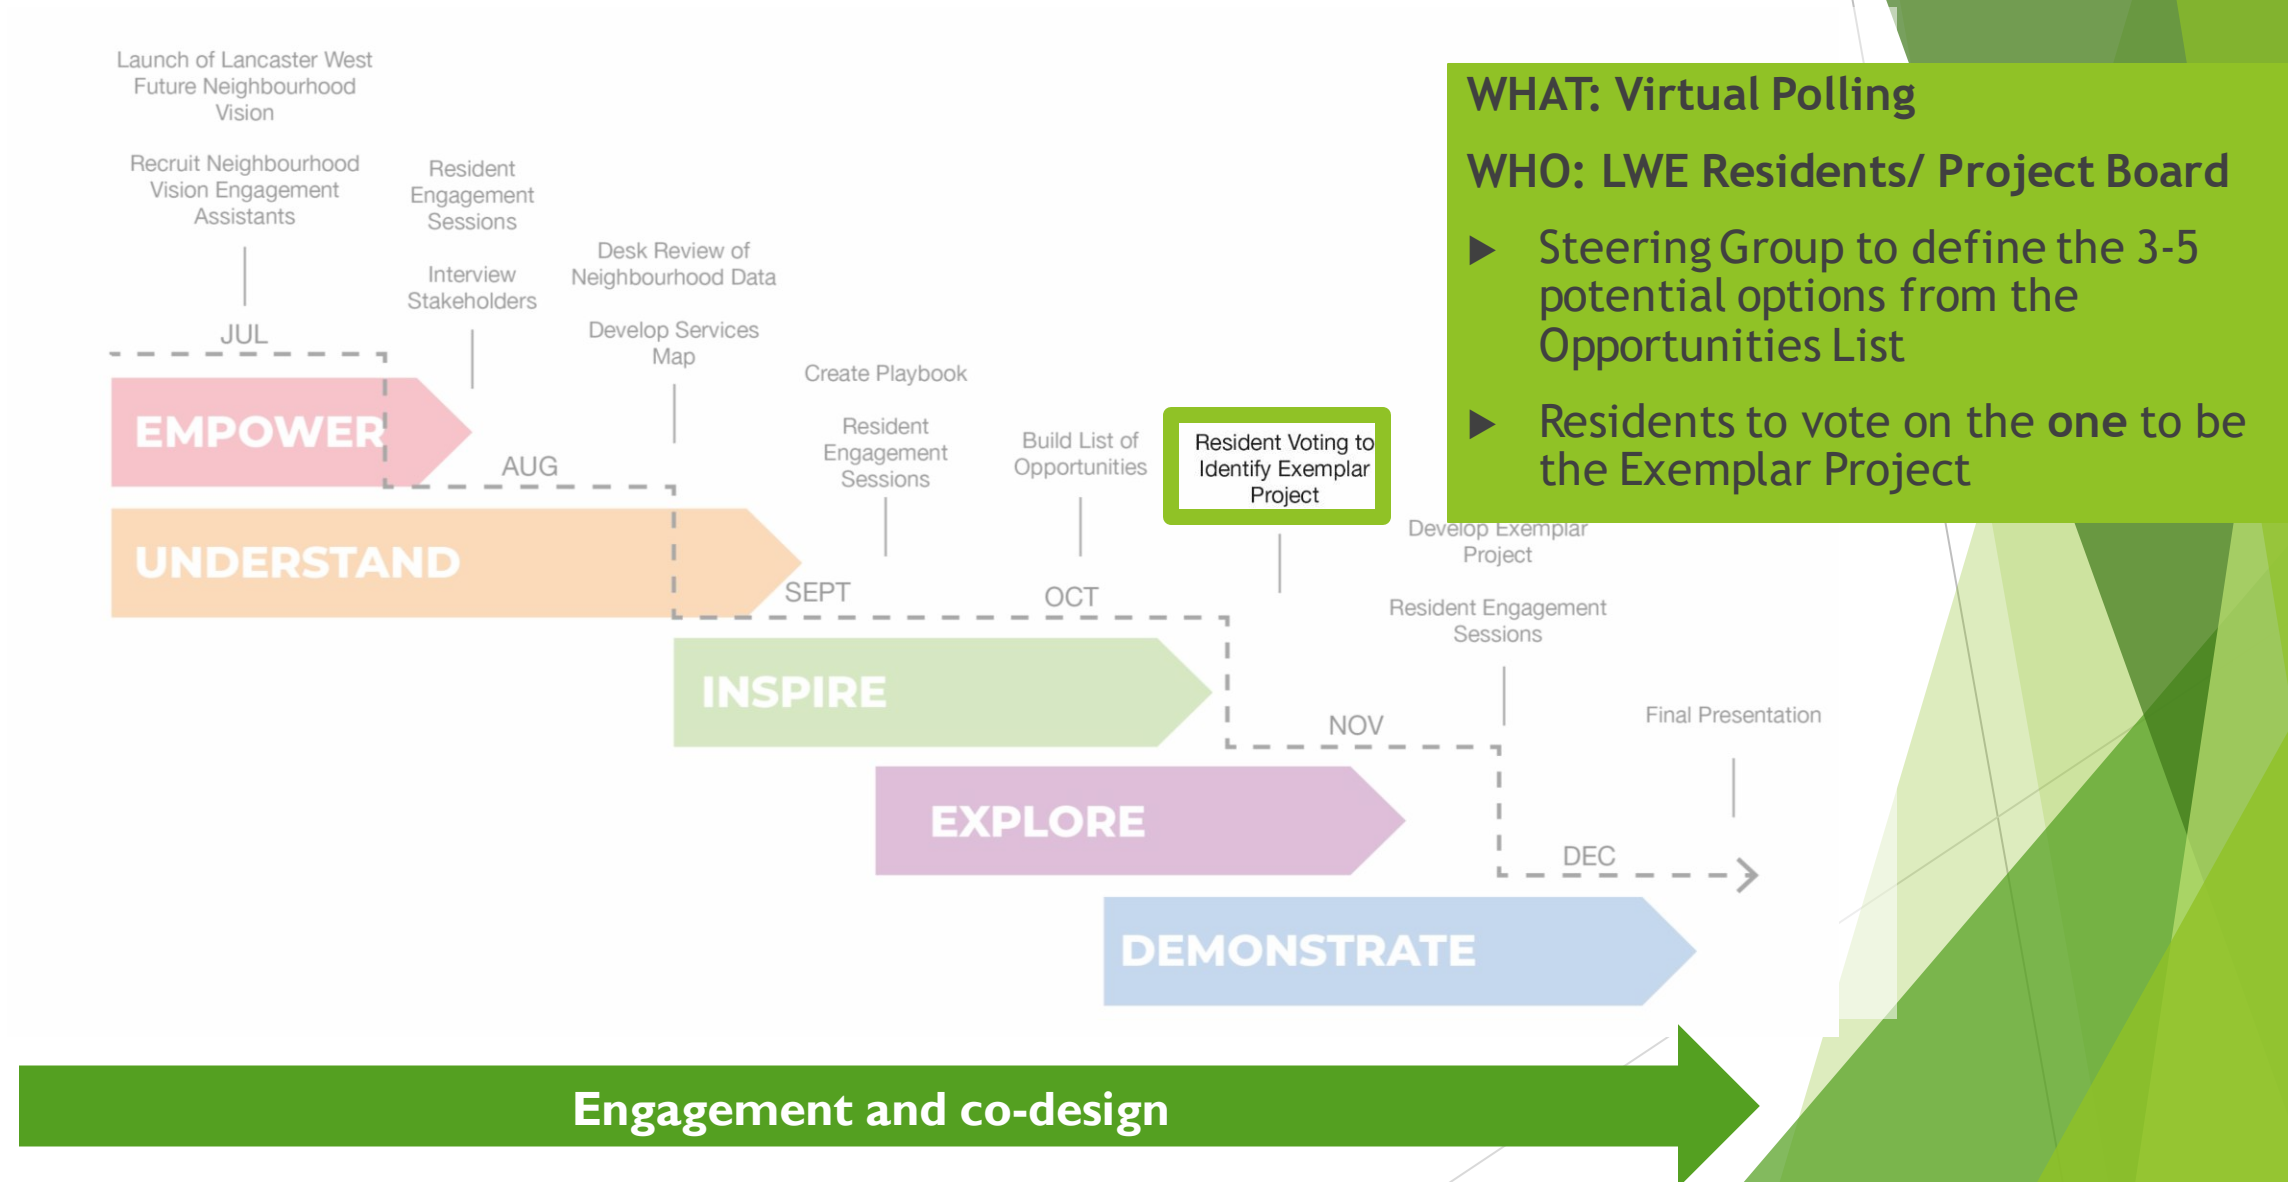 Launch of Lancaster West
Future Neighbourhood
Vision
Recruit Neighbourhood
Vision Engagement
Assistants
JUL
Resident
Engagement
Sessions
Interview
Stakeholders
AUG
Desk Review of
Neighbourhood Data
Develop Services
Map
SEPT
Create Playbook
Resident
Engagement
Sessions
Build List of
Opportunities
OCT
Resident Voting to
Identify Exemplar
Project
NOV
Develop Exemplar
Project
Resident Engagement
Sessions
DEC
Final Presentation
EMPOWER
UNDERSTAND
INSPIRE
EXPLORE
DEMONSTRATE
WHAT: Virtual Polling
WHO: LWE Residents/ Project Board
Steering Group to define the 3-5
potential options from the
Opportunities List
Residents to vote on the one to be
the Exemplar Project
Engagement and co-design